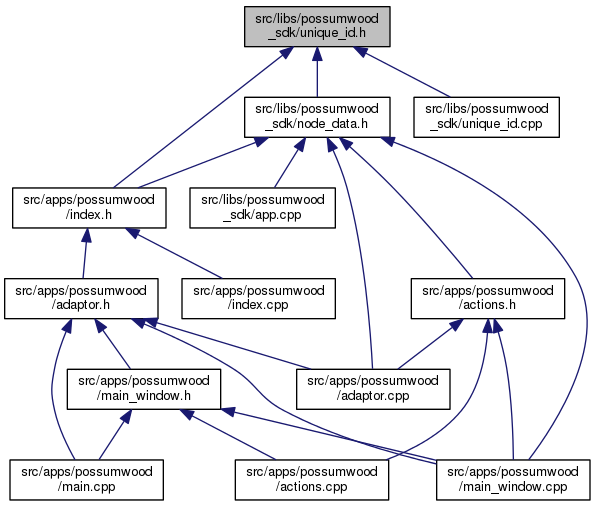 src/libs/possumwood
_sdk/unique_id.h
src/libs/possumwood
_sdk/node_data.h
src/libs/possumwood
_sdk/unique_id.cpp
src/apps/possumwood
/index.h
src/libs/possumwood
_sdk/app.cpp
src/apps/possumwood
/adaptor.h
src/apps/possumwood
/index.cpp
src/apps/possumwood
/actions.h
src/apps/possumwood
/main_window.h
src/apps/possumwood
/adaptor.cpp
src/apps/possumwood
/main.cpp
src/apps/possumwood
/actions.cpp
src/apps/possumwood
/main_window.cpp